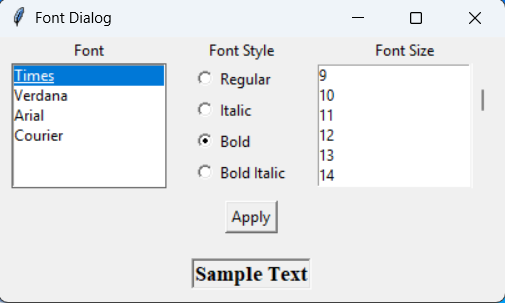 Font Dialog
Font
Times
Verdana
Arial
Courier
Font Style
Regular
Italic
Bold
Bold Italic
Font Size
9
10
11
12
13
14
Apply
Sample Text